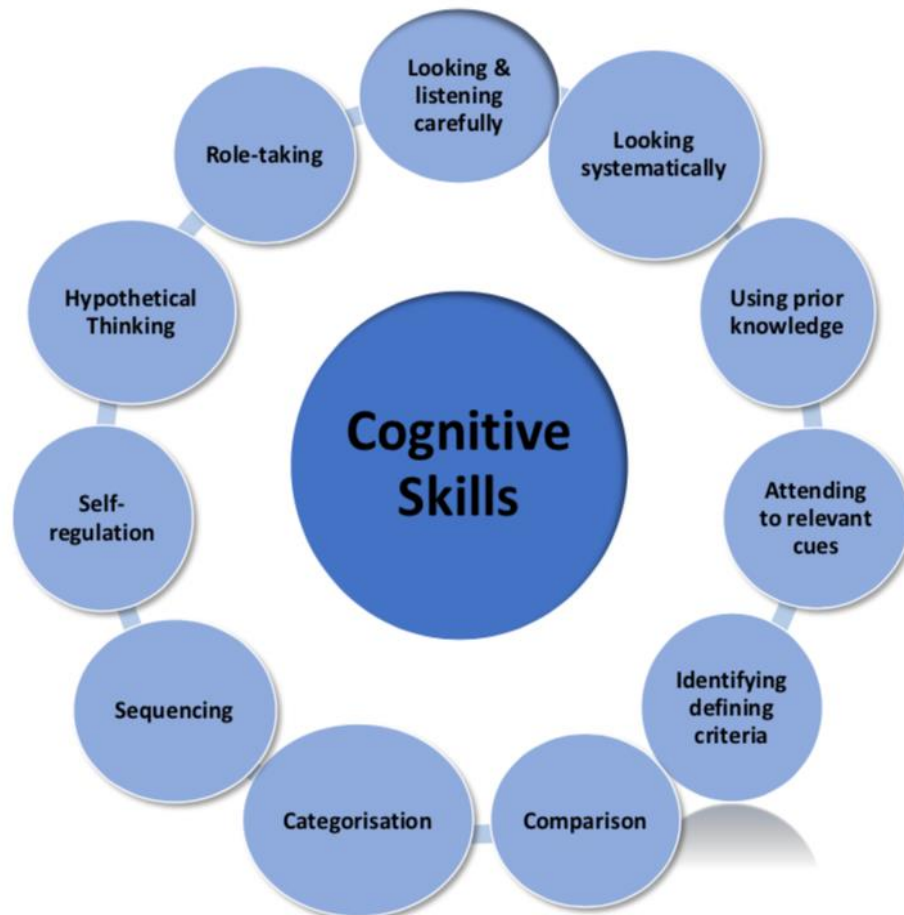 Cognitive
Skills
Looking &
listening
carefully
Looking
systematically
Using prior
knowledge
Attending
to relevant
cues
Identifying
defining
criteria
Comparison
Categorisation
Sequencing
Self-
regulation
Hypothetical
Thinking
Role-taking